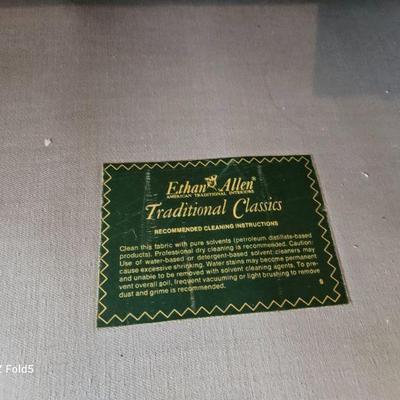 Ethan Allen®
AMERICAN TRADITIONAL INTERIORS
Traditional Classics
RECOMMENDED CLEANING INSTRUCTIONS
Clean this fabric with pure solvents (petroleum distillate-based
products). Professional dry cleaning is recommended. Caution:
Use of water-based or detergent-based solvent cleaners may
cause excessive shrinking. Water stains may become permanent
and unable to be removed with solvent cleaning agents. To pre-
vent overall soil, frequent vacuuming or light brushing to remove
dust and grime is recommended.
S
Z Fold5